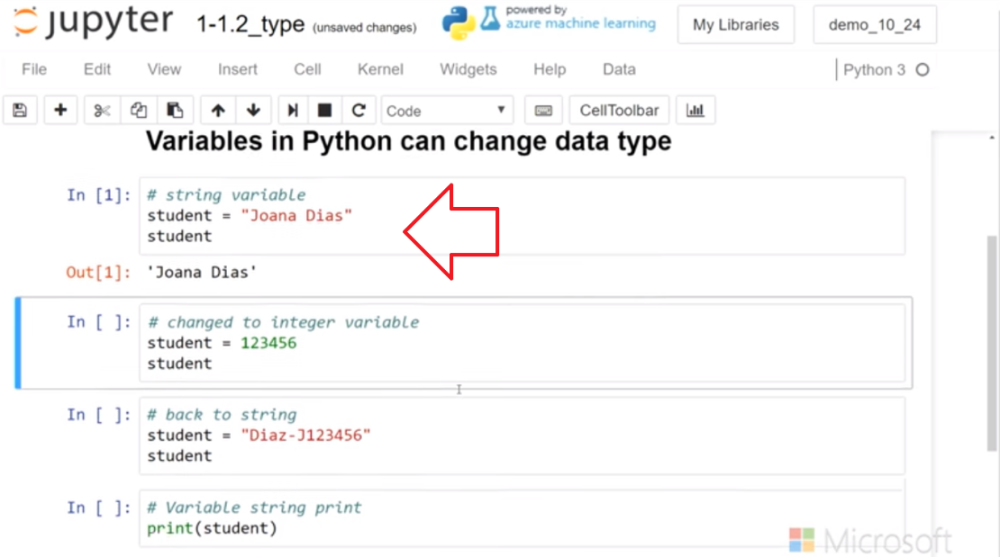 jupyter 1-1.2_type (unsaved changes) powered by azure machine learning My Libraries demo_10_24
File Edit View Insert Cell Kernel Widgets Help Data Python 3
Code CellToolbar
Variables in Python can change data type
In [1]: # string variable
student = "Joana Dias"
student
Out[1]: 'Joana Dias'
In [ ]: # changed to integer variable
student = 123456
student
In [ ]: # back to string
student = "Diaz-J123456"
student
In [ ]: # Variable string print
print(student)
Microsoft